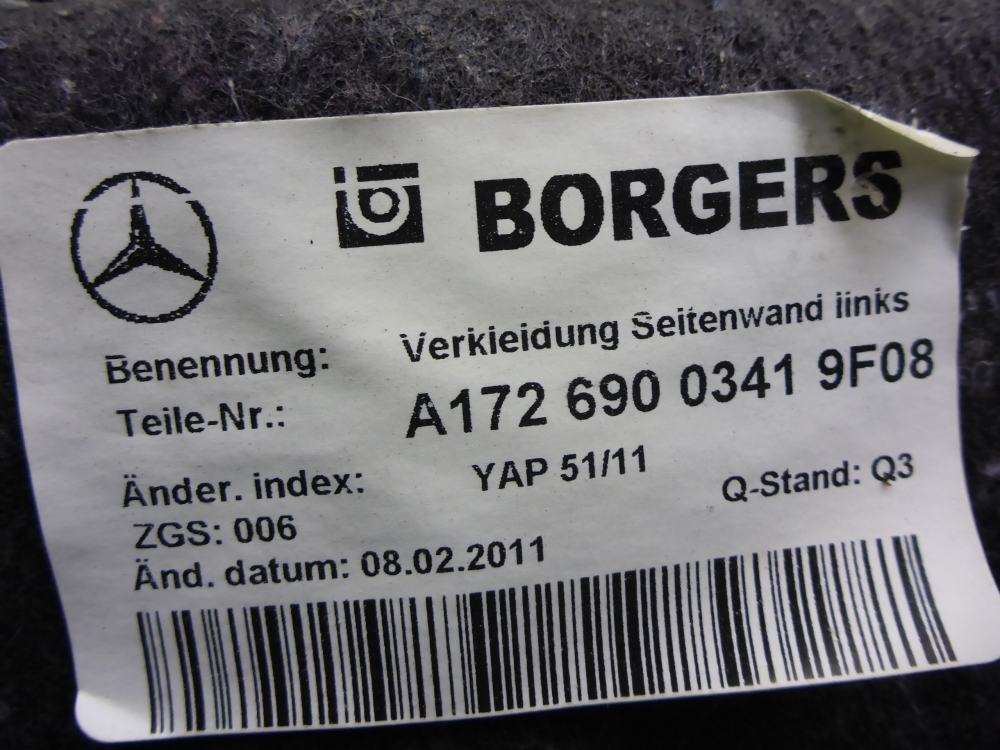 BORGERS
Benennung: Verkleidung Seitenwand links
Teile-Nr.: A172 690 0341 9F08
Änder. index: YAP 51/11 Q-Stand: Q3
ZGS: 006
Änd. datum: 08.02.2011